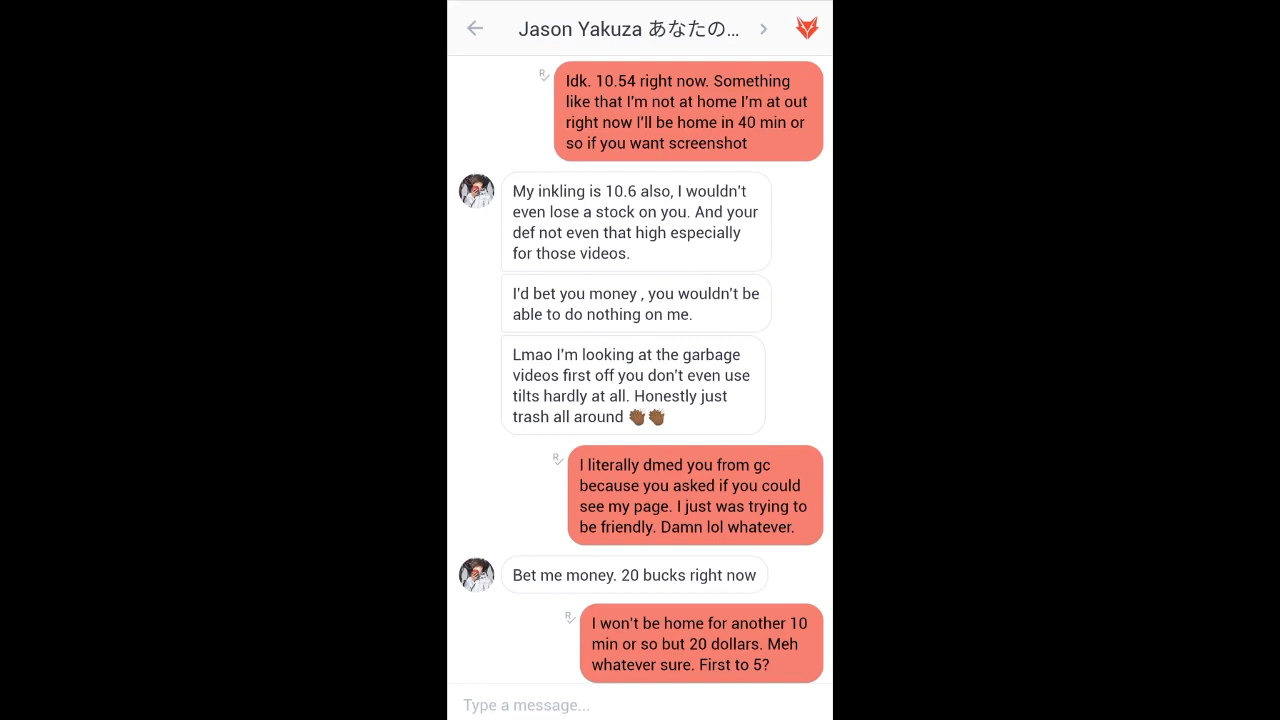 Jason Yakuza あなたの...
Idk. 10.54 right now. Something
like that I'm not at home I'm at out
right now I'll be home in 40 min or
so if you want screenshot
My inkling is 10.6 also, I wouldn't
even lose a stock on you. And your
def not even that high especially
for those videos.
I'd bet you money , you wouldn't be
able to do nothing on me.
Lmao I'm looking at the garbage
videos first off you don't even use
tilts hardly at all. Honestly just
trash all around 👏🏾👏🏾
R
I literally dmed you from gc
because you asked if you could
see my page. I just was trying to
be friendly. Damn lol whatever.
R
Bet me money. 20 bucks right now
R
I won't be home for another 10
min or so but 20 dollars. Meh
whatever sure. First to 5?
Type a message...